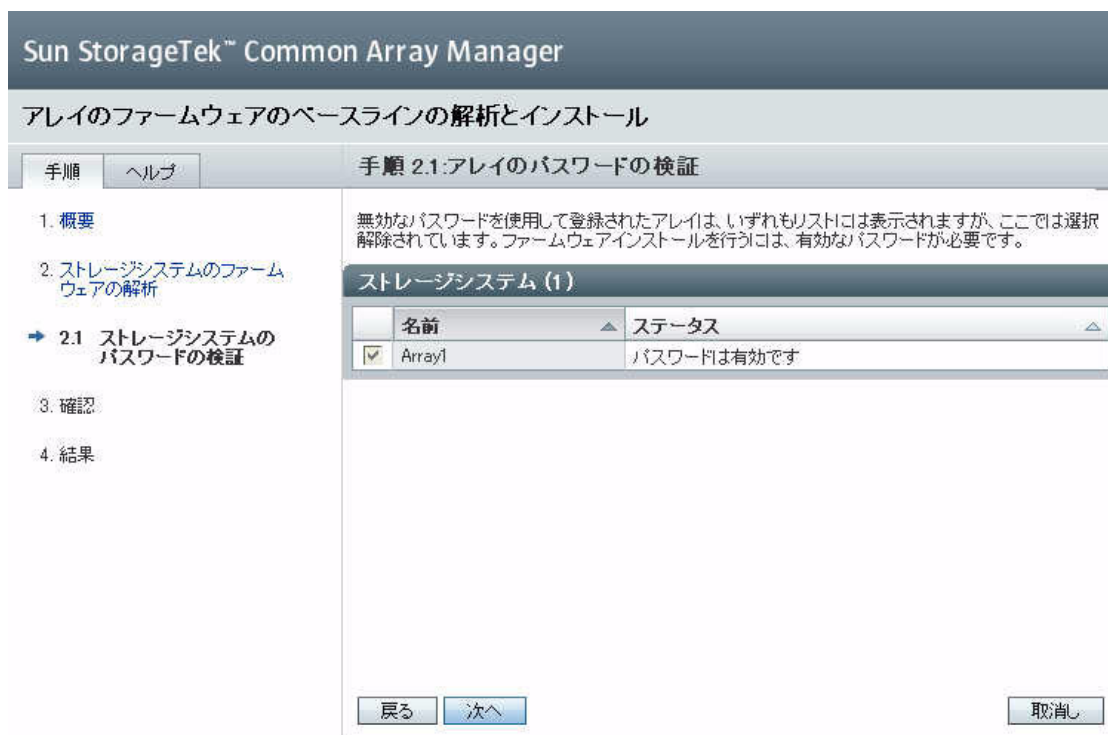 Sun StorageTek™ Common Array Manager
アレイのファームウェアのベースラインの解析とインストール
手順 ヘルプ
1. 概要
2. ストレージシステムのファーム
ウェアの解析
2.1 ストレージシステムの
パスワードの検証
3. 確認
4. 結果
手順 2.1:アレイのパスワードの検証
無効なパスワードを使用して登録されたアレイは、いずれもリストには表示されますが、ここでは選択
解除されています。ファームウェアインストールを行うには、有効なパスワードが必要です。
ストレージシステム (1)
名前 ステータス
Array1 パスワードは有効です
戻る 次へ 取消し